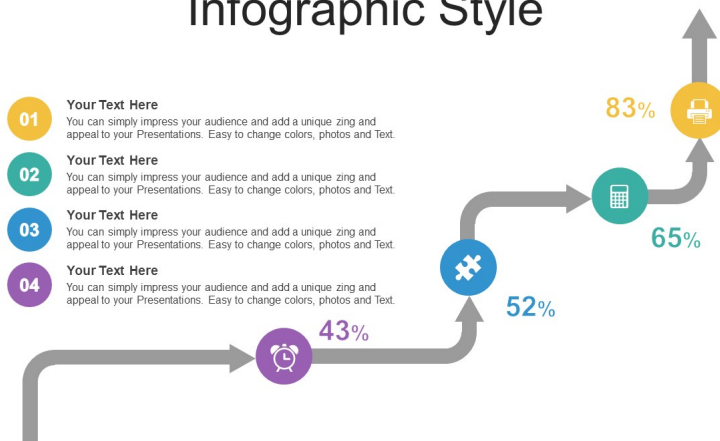 Infographic Style
01
Your Text Here
You can simply impress your audience and add a unique zing and
appeal to your Presentations. Easy to change colors, photos and Text.
02
Your Text Here
You can simply impress your audience and add a unique zing and
appeal to your Presentations. Easy to change colors, photos and Text.
03
Your Text Here
You can simply impress your audience and add a unique zing and
appeal to your Presentations. Easy to change colors, photos and Text.
04
Your Text Here
You can simply impress your audience and add a unique zing and
appeal to your Presentations. Easy to change colors, photos and Text.
83%
65%
52%
43%